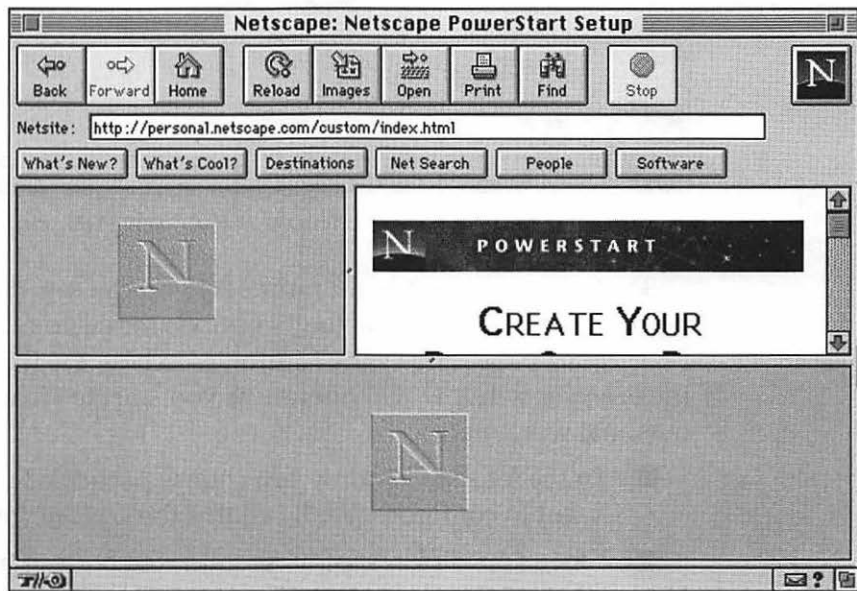 Netscape: Netscape PowerStart Setup
Back Forward Home Reload Images Open Print Find Stop N
Netsite: http://personal.netscape.com/custom/index.html
What's New? What's Cool? Destinations Net Search People Software
N POWERSTART
N
CREATE YOUR
N
?